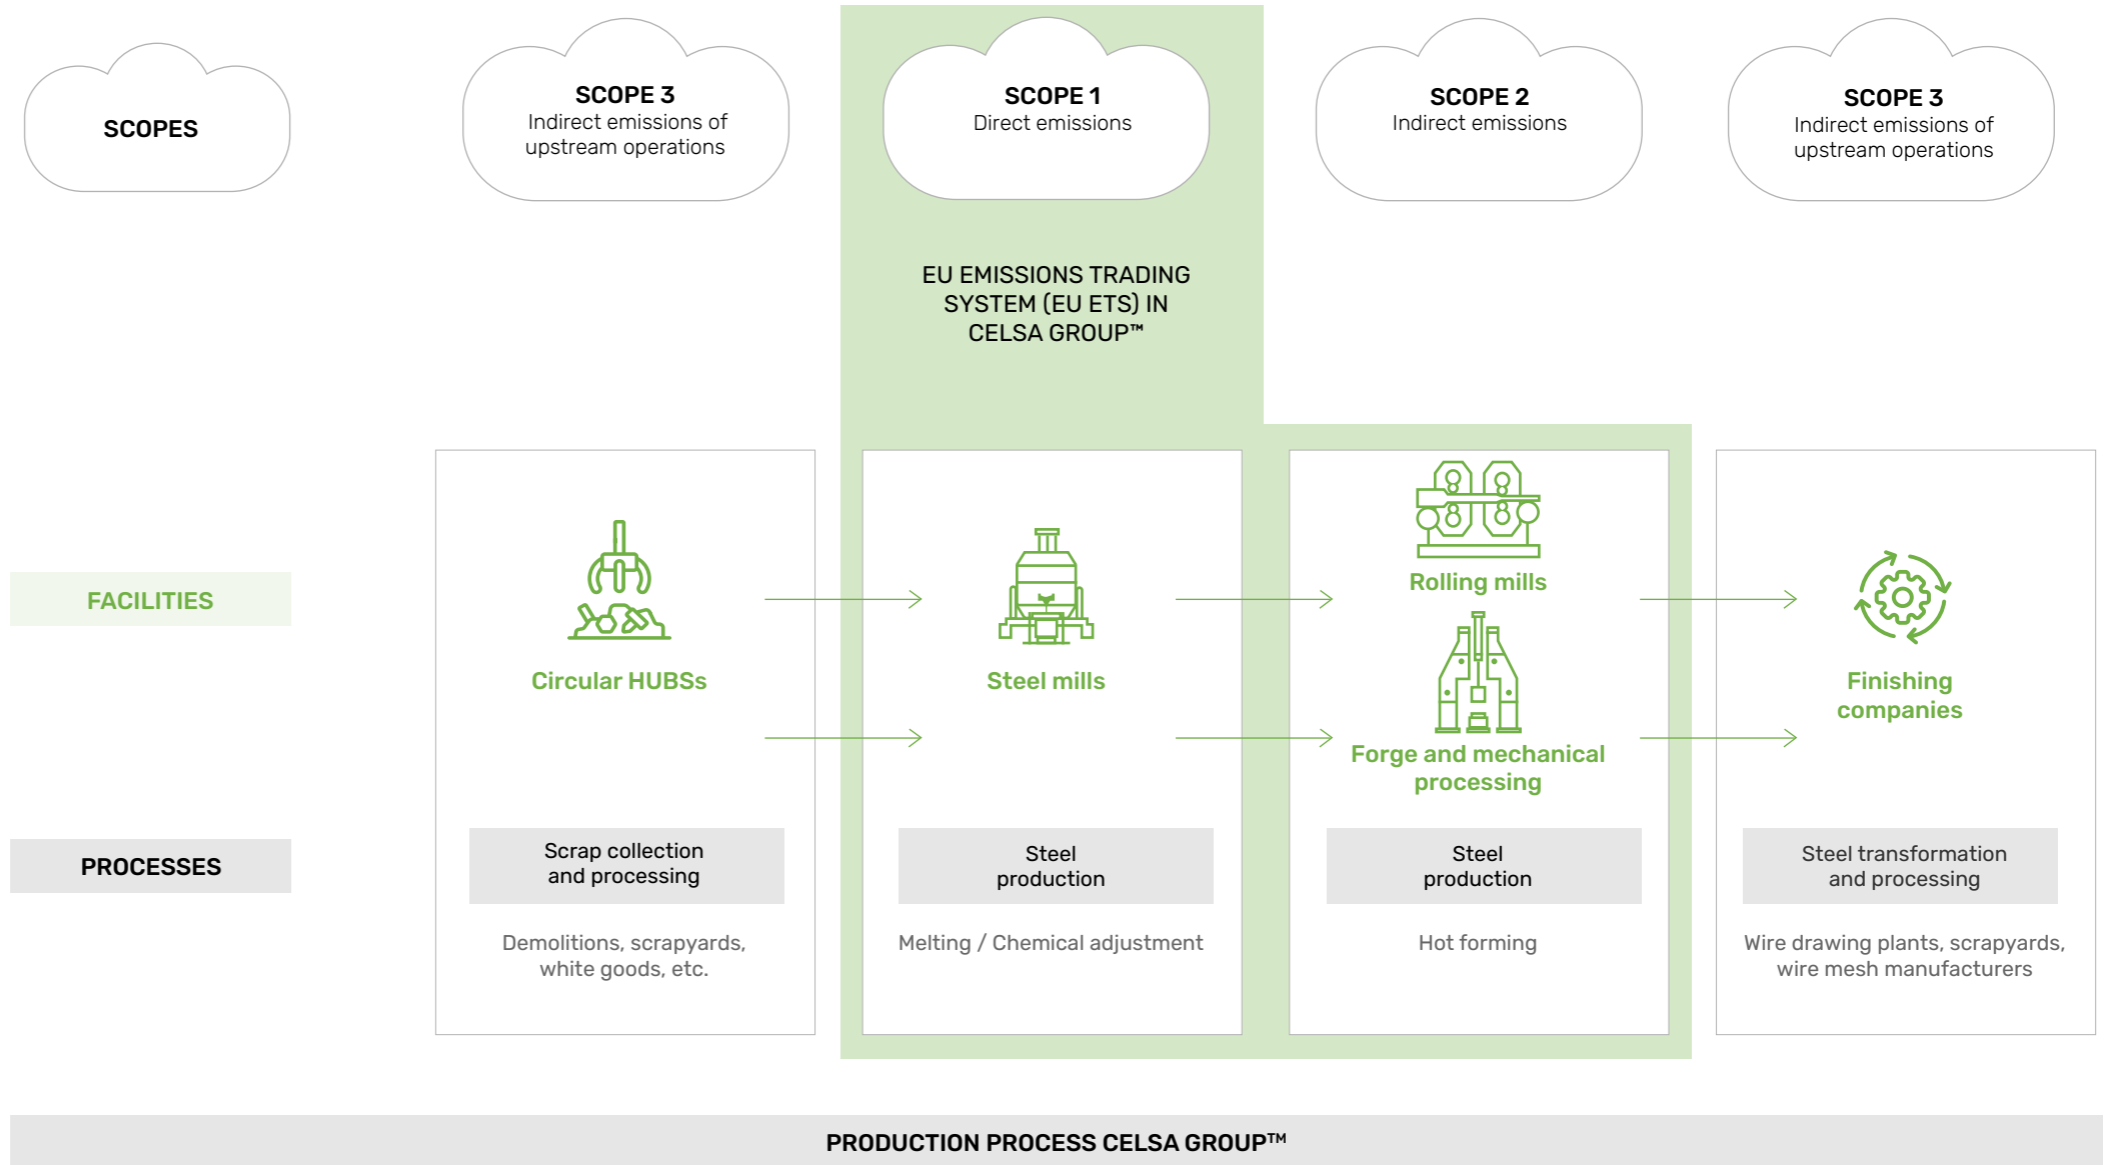 SCOPES
SCOPE 3
Indirect emissions of
upstream operations
SCOPE 1
Direct emissions
SCOPE 2
Indirect emissions
SCOPE 3
Indirect emissions of
upstream operations
EU EMISSIONS TRADING
SYSTEM (EU ETS) IN
CELSA GROUP™
FACILITIES
Circular HUBSs
Steel mills
Rolling mills
Forge and mechanical
processing
Finishing
companies
PROCESSES
Scrap collection
and processing
Steel
production
Steel
production
Steel transformation
and processing
Demolitions, scrapyards,
white goods, etc.
Melting / Chemical adjustment
Hot forming
Wire drawing plants, scrapyards,
wire mesh manufacturers
PRODUCTION PROCESS CELSA GROUP™